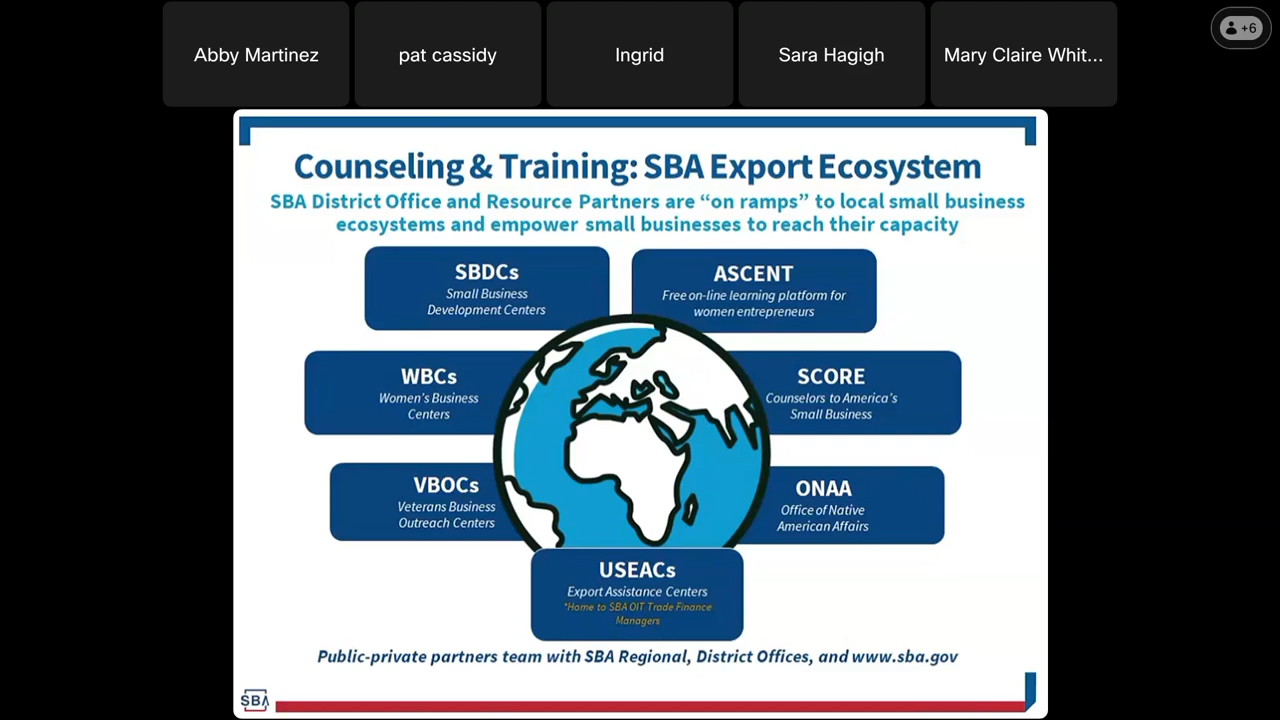 Abby Martinez
pat cassidy
Ingrid
Sara Hagigh
Mary Claire Whit...
+6
Counseling & Training: SBA Export Ecosystem
SBA District Office and Resource Partners are “on ramps” to local small business
ecosystems and empower small businesses to reach their capacity
SBDCs
Small Business
Development Centers
ASCENT
Free on-line learning platform for
women entrepreneurs
WBCs
Women's Business
Centers
SCORE
Counselors to America's
Small Business
VBOCs
Veterans Business
Outreach Centers
ONAA
Office of Native
American Affairs
USEACs
Export Assistance Centers
*Home to SBA OIT Trade Finance
Managers
Public-private partners team with SBA Regional, District Offices, and www.sba.gov
SBA